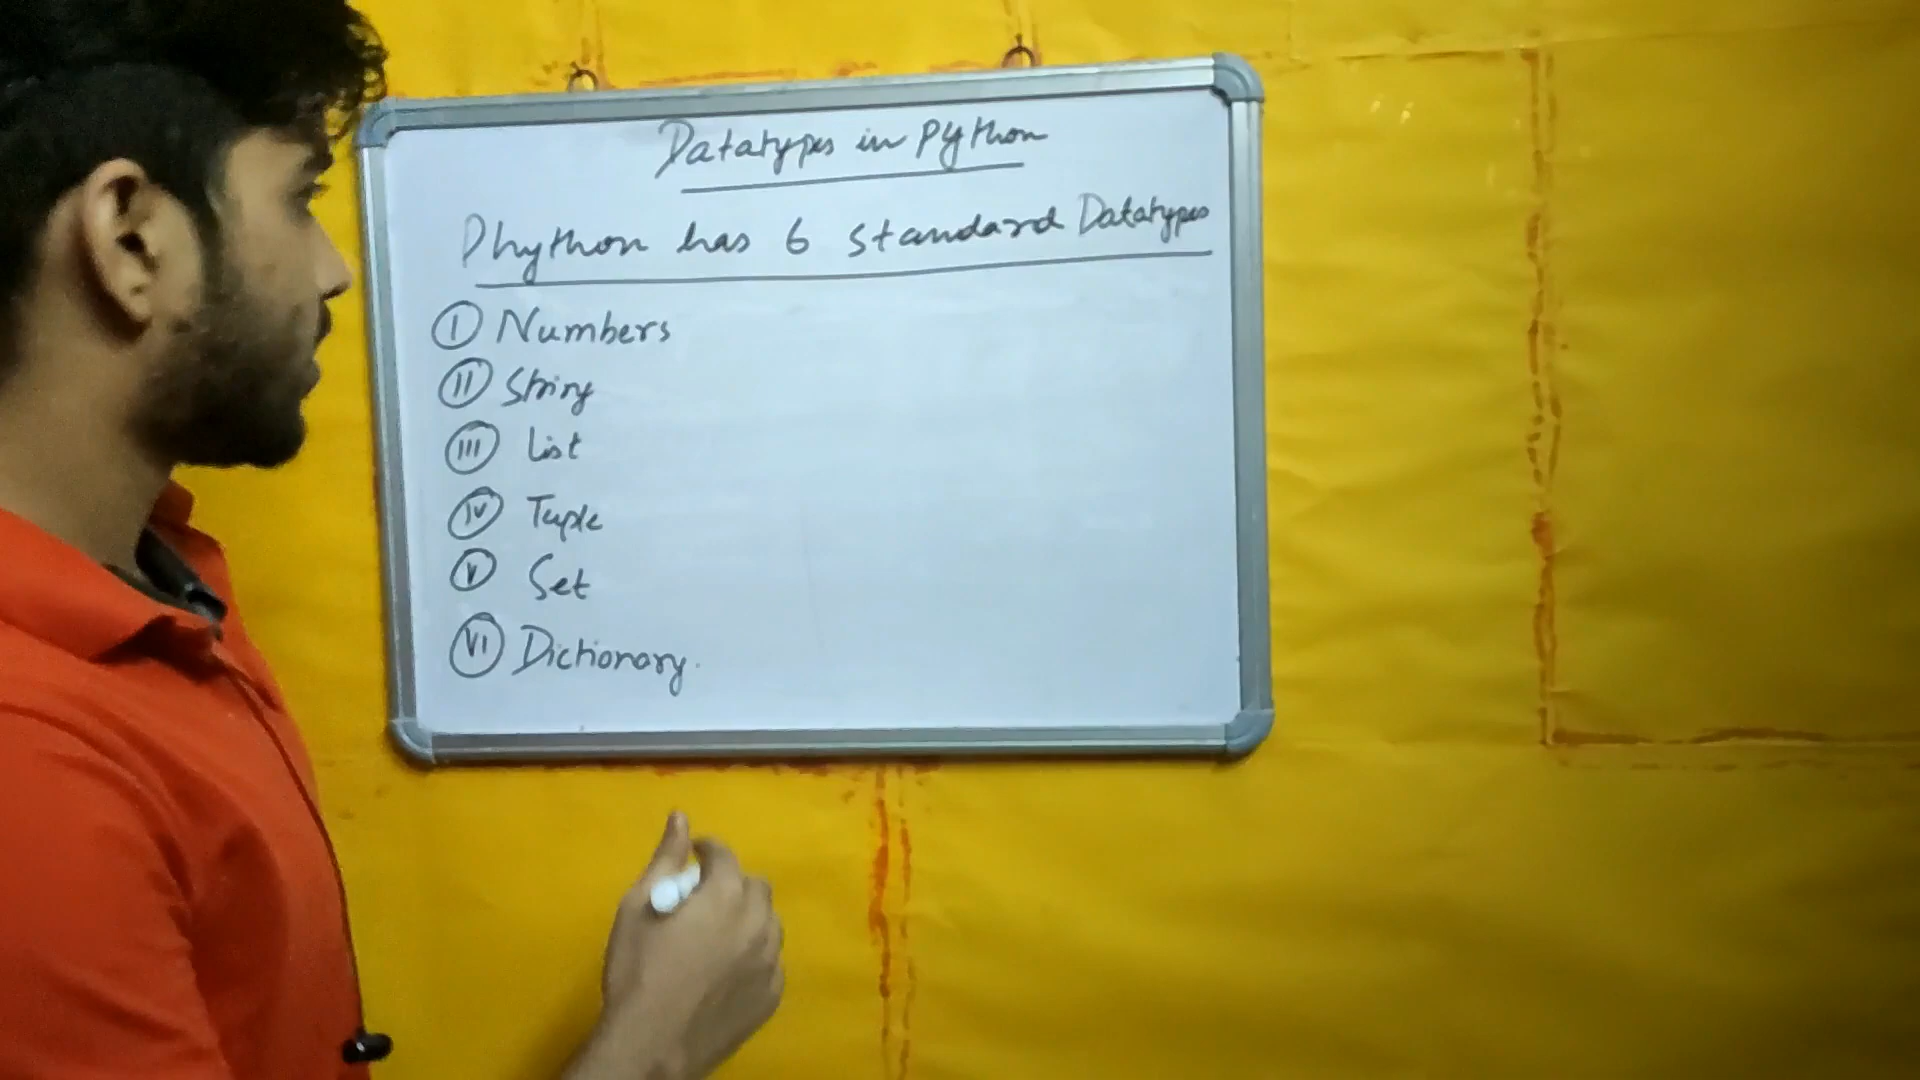 Datatypes in Python
Phython has 6 standard Datatypes
I Numbers
II String
III List
IV Tuple
V Set
VI Dictionary.